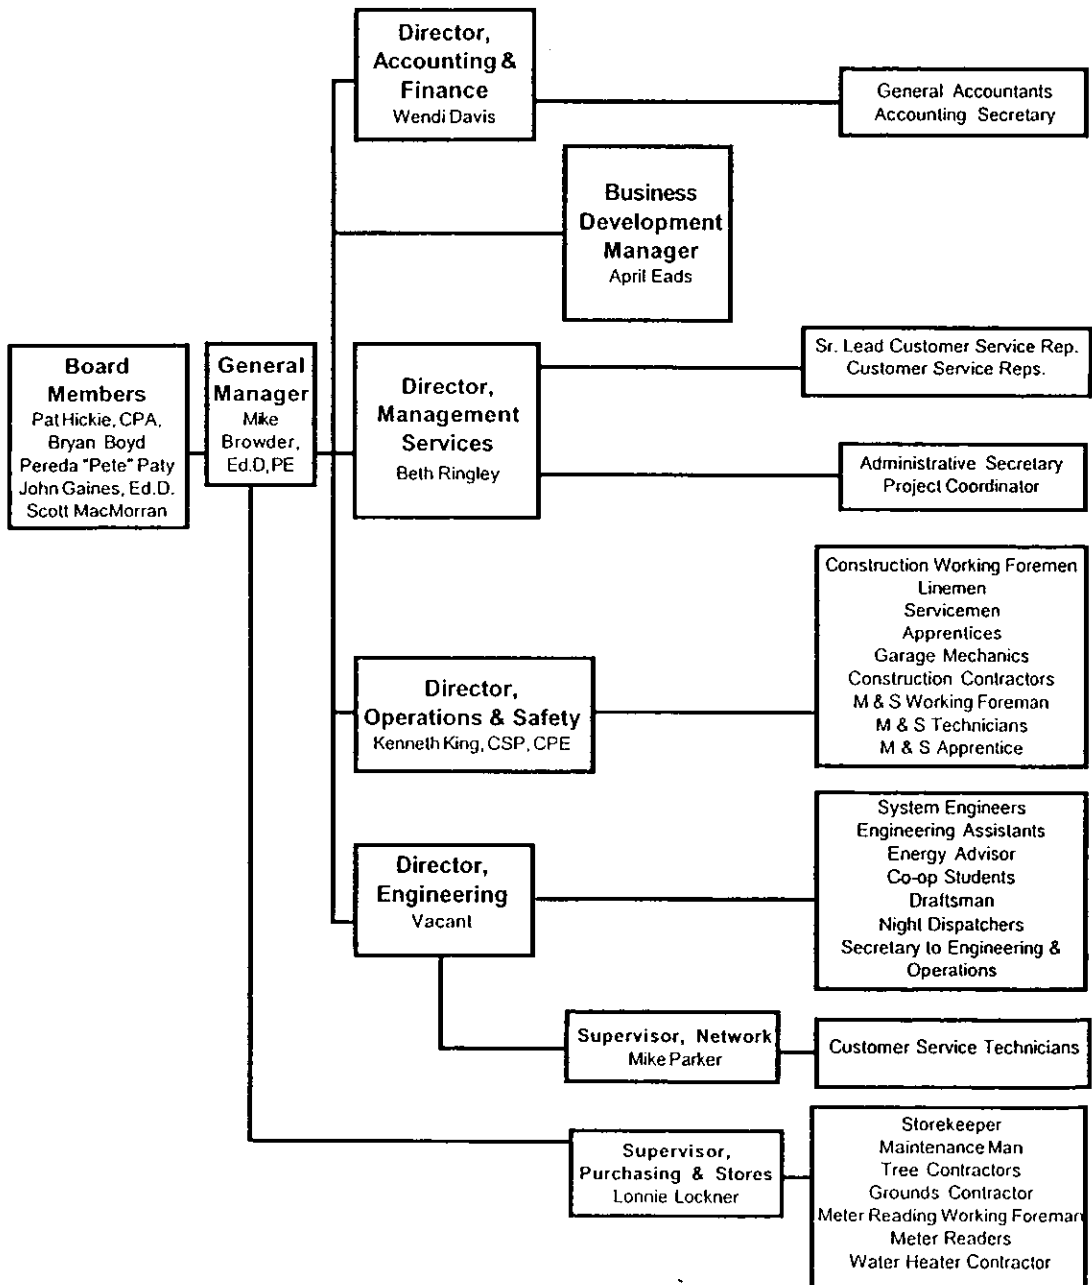 Director,
Accounting &
Finance
Wendi Davis
General Accountants
Accounting Secretary
Business
Development
Manager
April Eads
Board
Members
Pat Hickie, CPA,
Bryan Boyd
Pereda "Pete" Paty
John Gaines, Ed.D.
Scott MacMorran
General
Manager
Mike
Browder,
Ed.D, PE
Director,
Management
Services
Beth Ringley
Sr. Lead Customer Service Rep.
Customer Service Reps.
Administrative Secretary
Project Coordinator
Director,
Operations & Safety
Kenneth King, CSP, CPE
Construction Working Foremen
Linemen
Servicemen
Apprentices
Garage Mechanics
Construction Contractors
M & S Working Foreman
M & S Technicians
M & S Apprentice
Director,
Engineering
Vacant
System Engineers
Engineering Assistants
Energy Advisor
Co-op Students
Draftsman
Night Dispatchers
Secretary to Engineering &
Operations
Supervisor, Network
Mike Parker
Customer Service Technicians
Supervisor,
Purchasing & Stores
Lonnie Lockner
Storekeeper
Maintenance Man
Tree Contractors
Grounds Contractor
Meter Reading Working Foreman
Meter Readers
Water Heater Contractor